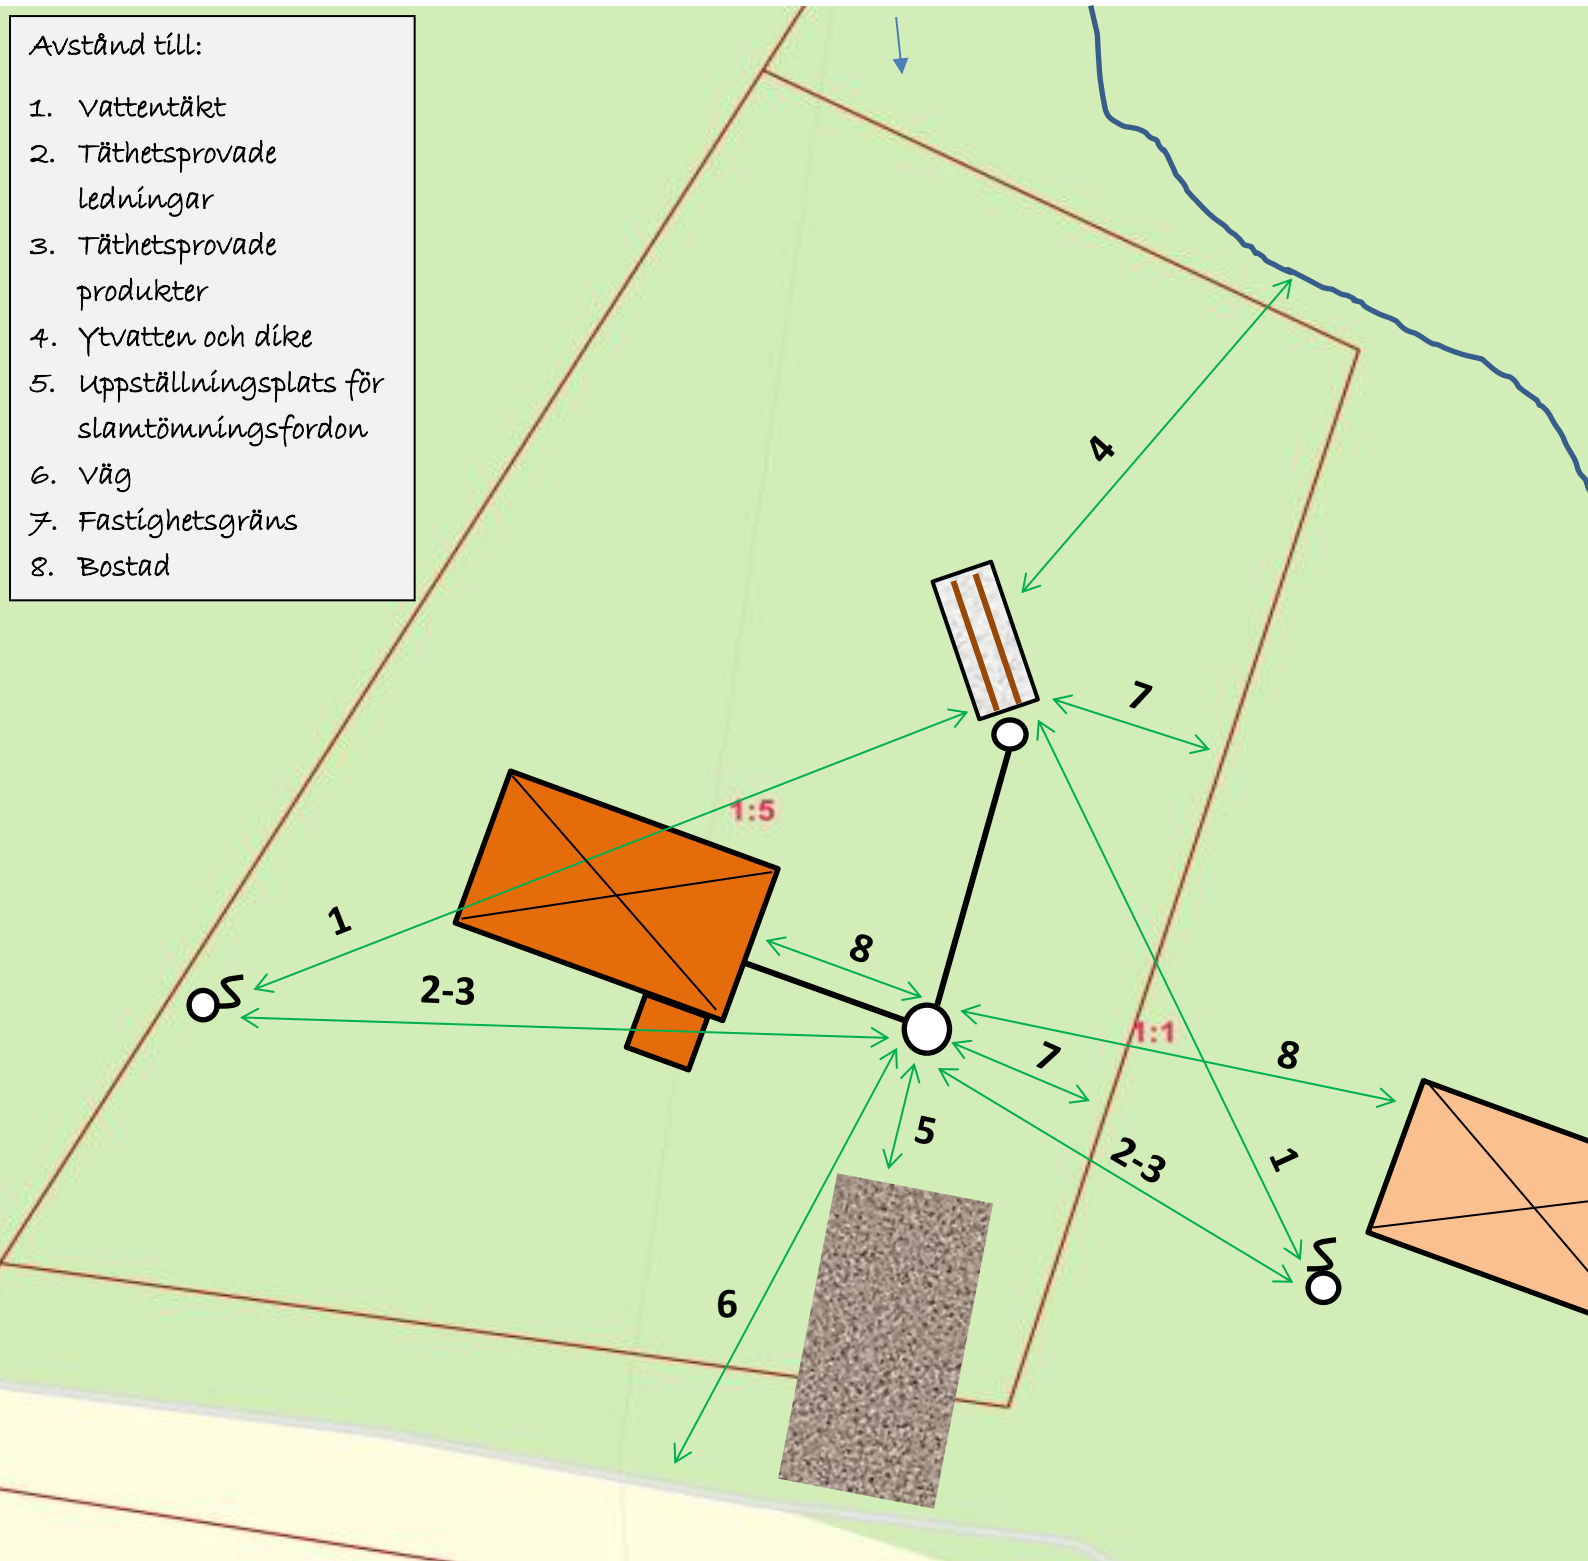 Avstånd till:
1. Vattentäkt
2. Täthetsprovade
ledningar
3. Täthetsprovade
produkter
4. Ytvatten och dike
5. Uppställningsplats för
slamtömningsfordon
6. Väg
7. Fastighetsgräns
8. Bostad
4
7
1:5
1
8
2-3
1:1
7
8
5
2-3
1
6